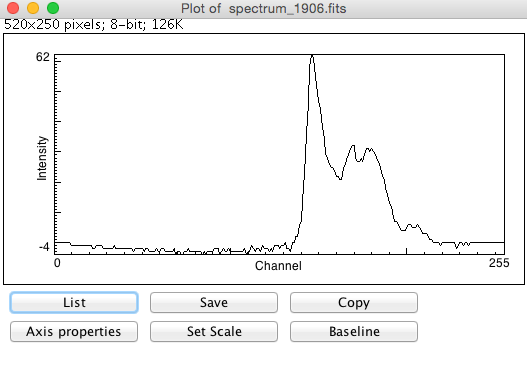 Plot of spectrum_1906.fits
520x250 pixels; 8-bit; 126K
62
Intensity
-4
0
Channel
255
List Save Copy
Axis properties Set Scale Baseline